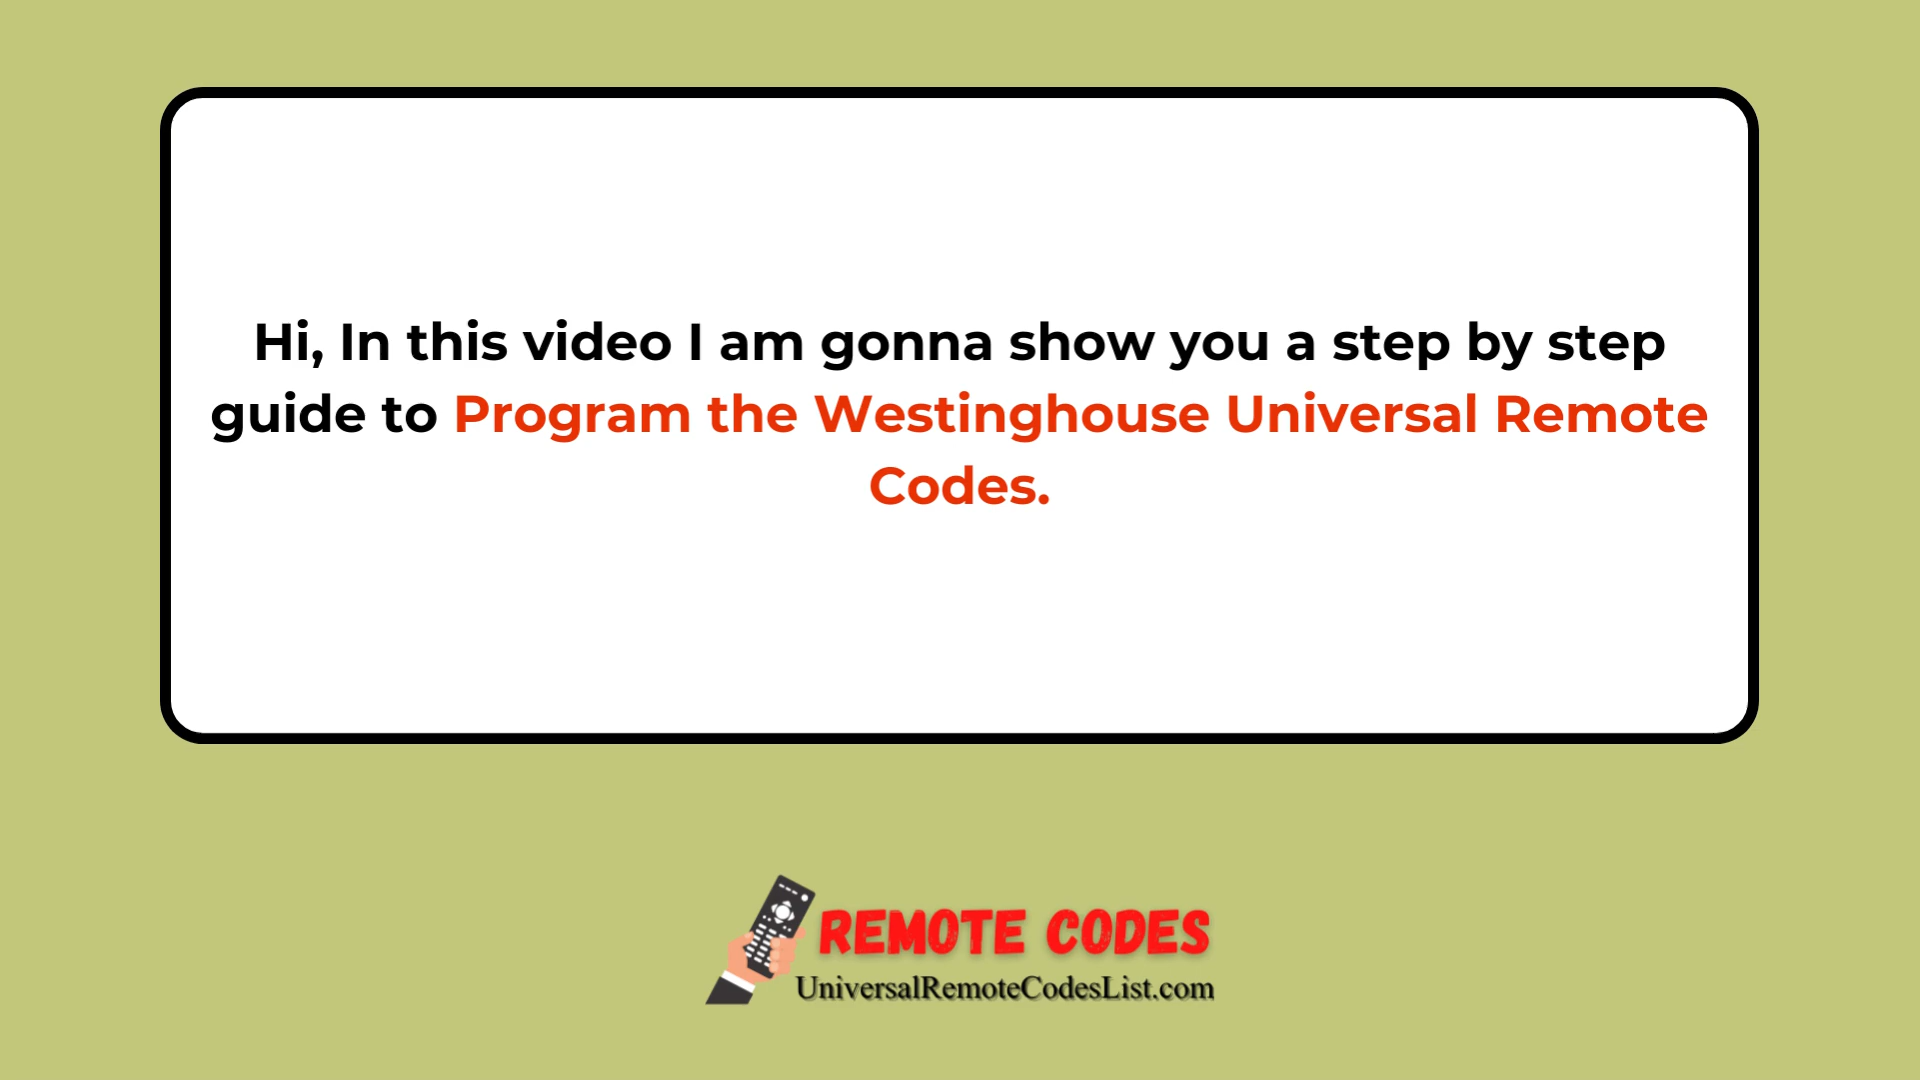 Hi, In this video I am gonna show you a step by step
guide to Program the Westinghouse Universal Remote
Codes.
REMOTE CODES
UniversalRemoteCodesList.com